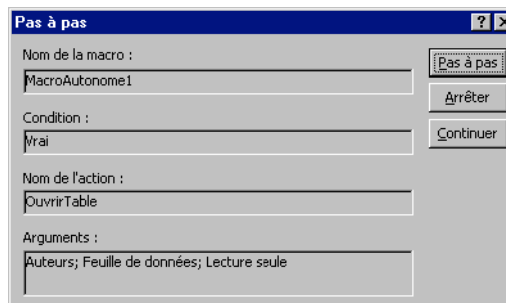 Pas à pas
Nom de la macro :
MacroAutonome1
Condition :
Vrai
Nom de l'action :
OuvrirTable
Arguments :
Auteurs; Feuille de données; Lecture seule
Pas à pas
Arrêter
Continuer